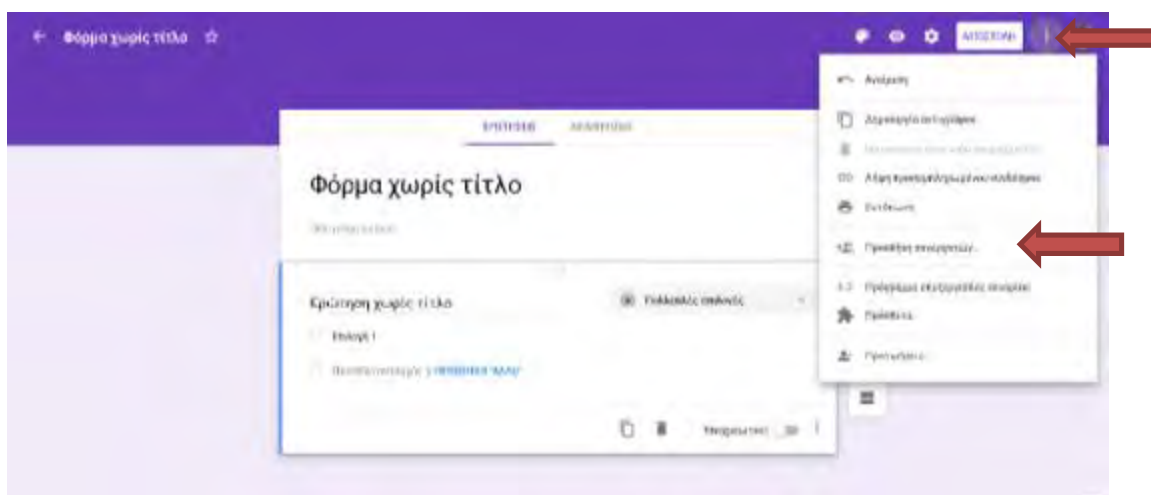 Φόρμα χωρίς τίτλο
ΑΠΟΣΤΟΛΗ
Αναίρεση
ΕΡΩΤΗΣΕΙΣ ΑΠΑΝΤΗΣΕΙΣ
Δημιουργία αντιγράφου
Φόρμα χωρίς τίτλο
Λήψη προσυμπληρωμένου συνδέσμου
Εκτύπωση
Προσθήκη συνεργατών...
Ερώτηση χωρίς τίτλο
Πολλαπλές επιλογές
Πρόγραμμα επεξεργασίας σεναρίου
Επιλογή 1
Πρόσθετα
Προτιμήσεις
Υποχρεωτικό